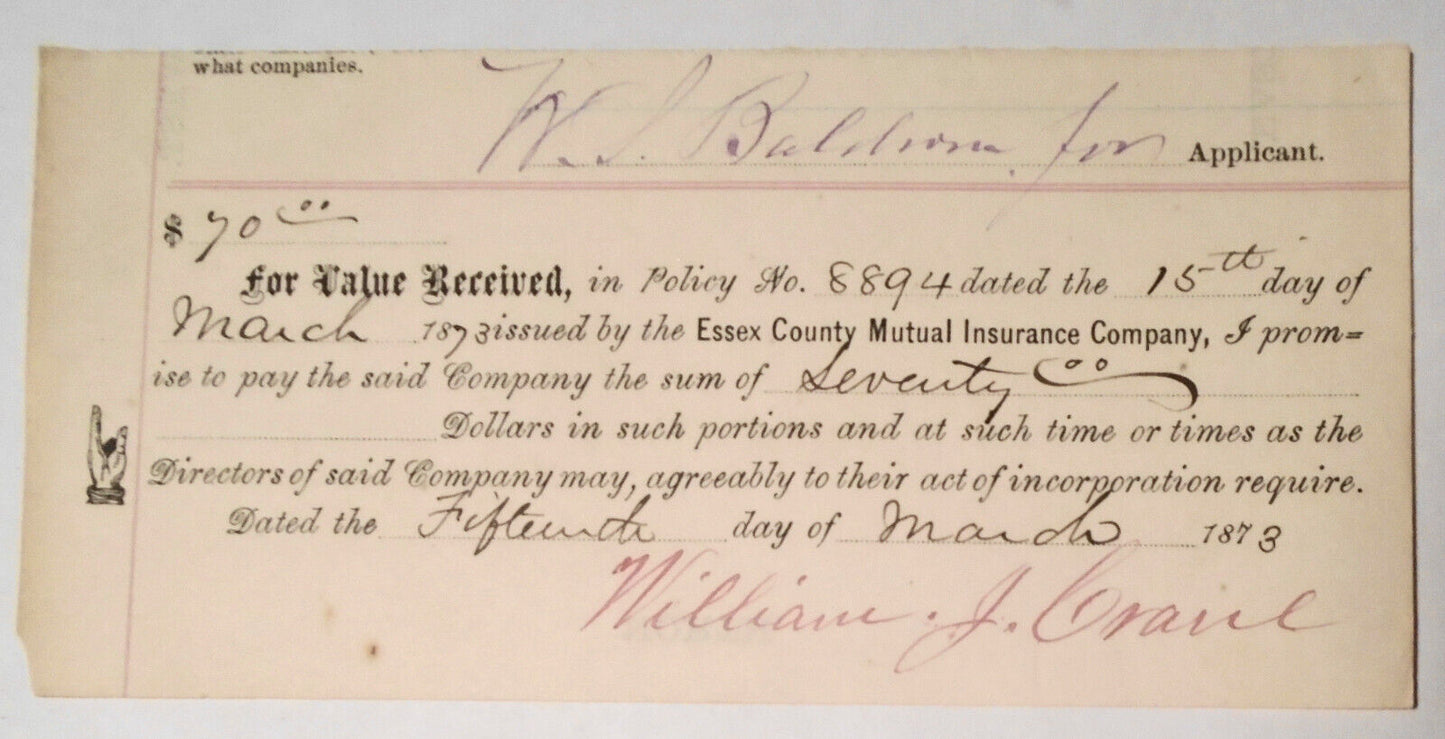 what companies.
W. S. Baldwin for Applicant.
$ 70 00
For Value Received, in Policy No. 8894 dated the 15th day of
March 1873 issued by the Essex County Mutual Insurance Company, I prom=
ise to pay the said Company the sum of Seventy 00
Dollars in such portions and at such time or times as the
Directors of said Company may, agreeably to their act of incorporation require.
Dated the Fifteenth day of March 1873
William J. Crane